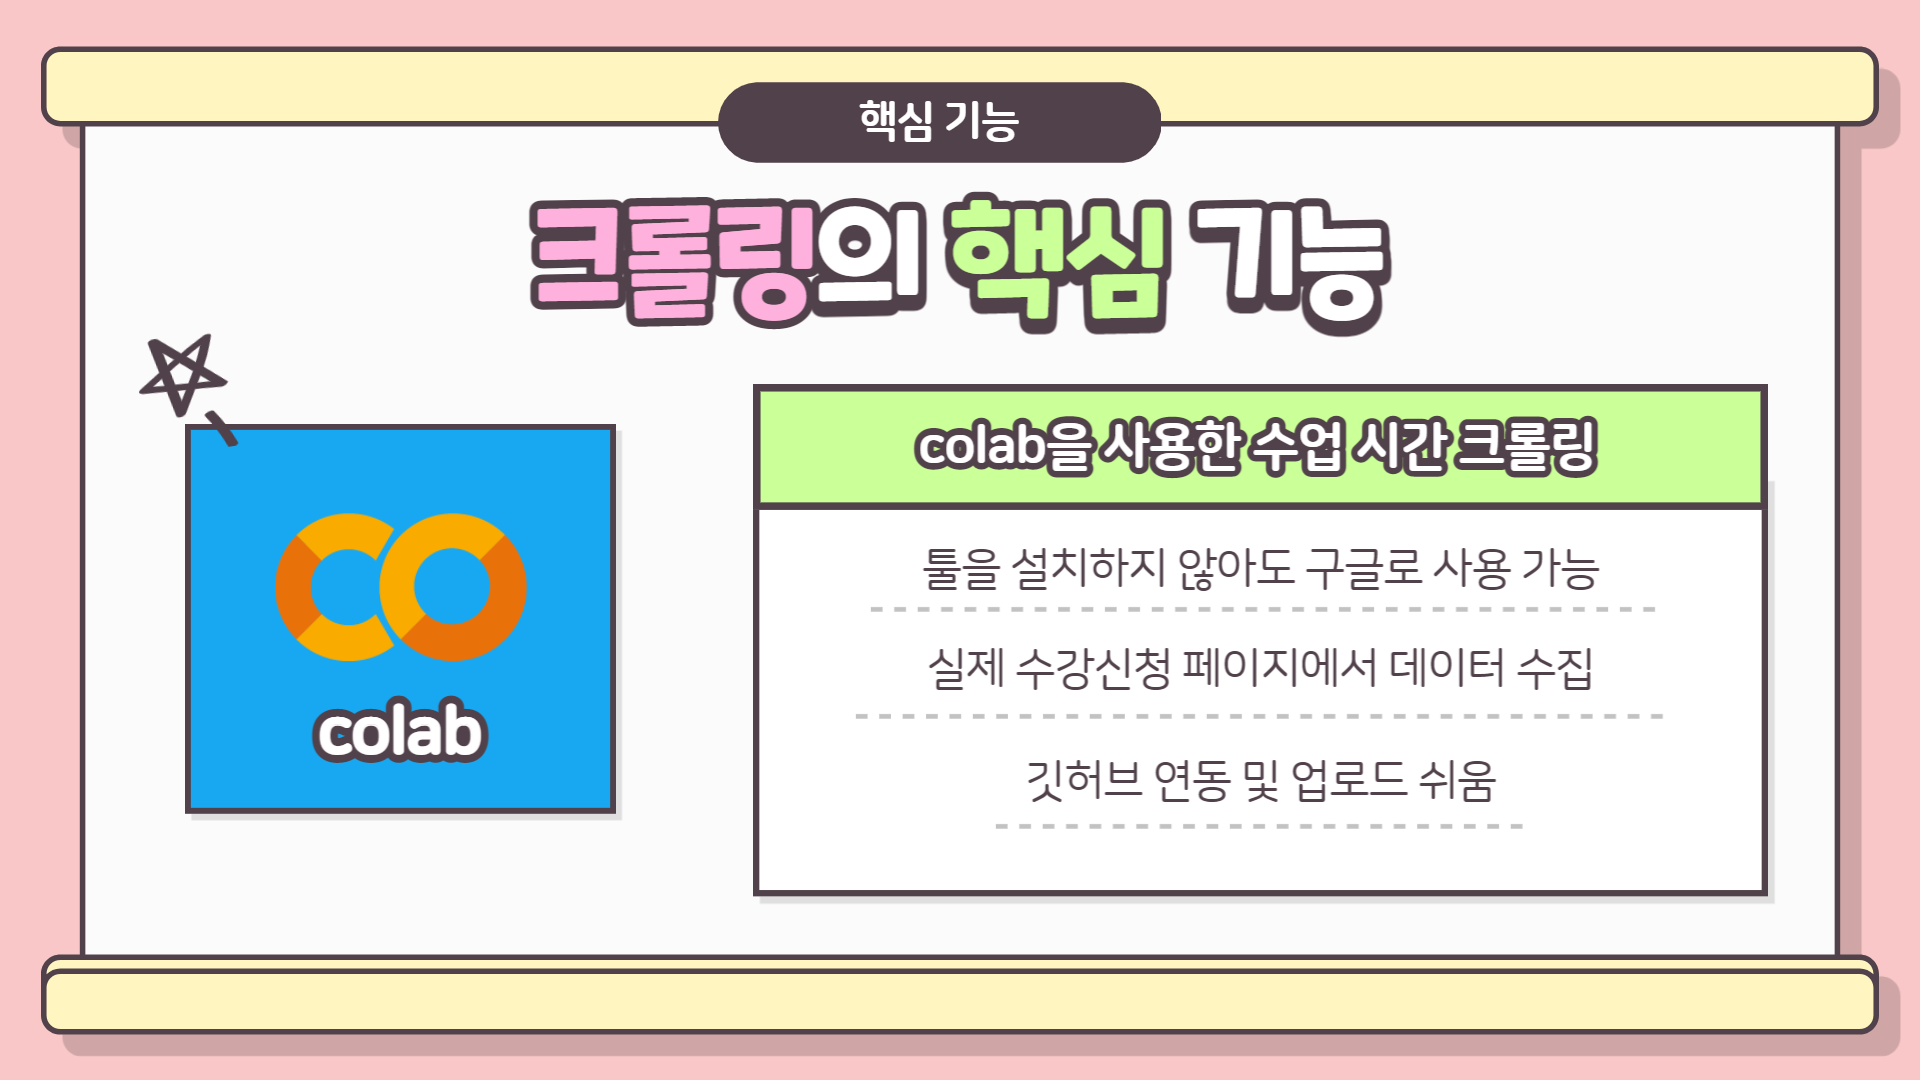 핵심 기능
크롤링의 핵심 기능
colab
colab을 사용한 수업 시간 크롤링
툴을 설치하지 않아도 구글로 사용 가능
실제 수강신청 페이지에서 데이터 수집
깃허브 연동 및 업로드 쉬움